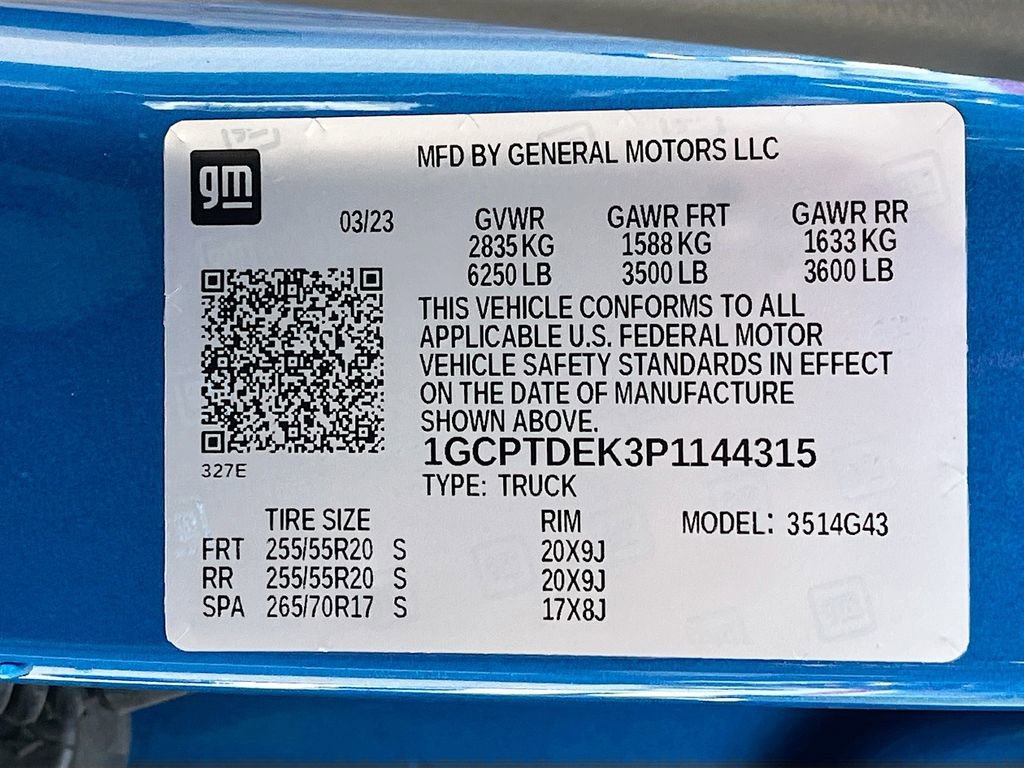 MFD BY GENERAL MOTORS LLC
gm
03/23 GVWR GAWR FRT GAWR RR
2835 KG 1588 KG 1633 KG
6250 LB 3500 LB 3600 LB
THIS VEHICLE CONFORMS TO ALL
APPLICABLE U.S. FEDERAL MOTOR
VEHICLE SAFETY STANDARDS IN EFFECT
ON THE DATE OF MANUFACTURE
SHOWN ABOVE.
1GCPTDEK3P1144315
327E
TYPE: TRUCK
TIRE SIZE RIM MODEL: 3514G43
FRT 255/55R20 S 20X9J
RR 255/55R20 S 20X9J
SPA 265/70R17 S 17X8J